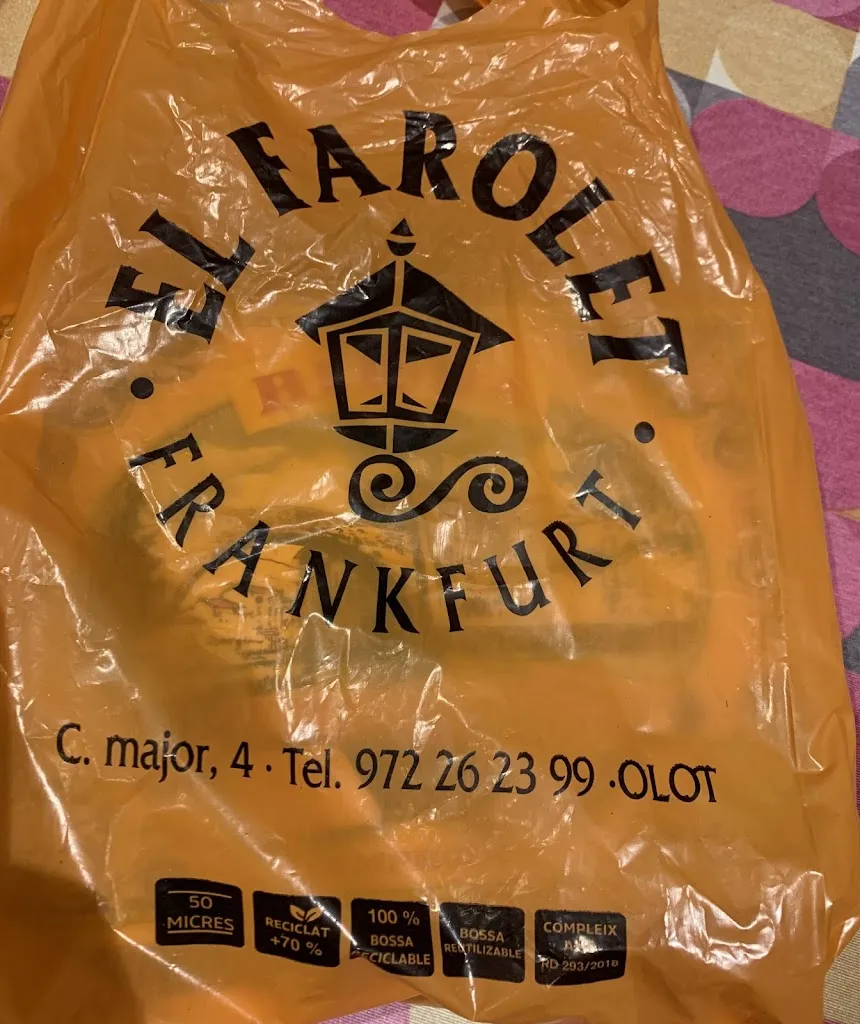 EL FAROLET
· FRANKFURT ·
C. major, 4 · Tel. 972 26 23 99 · OLOT
50
MICRES
RECICLAT
+70 %
100 %
BOSSA
RECICLABLE
BOSSA
REUTILIZABLE
COMPLEIX
RD 293/2018